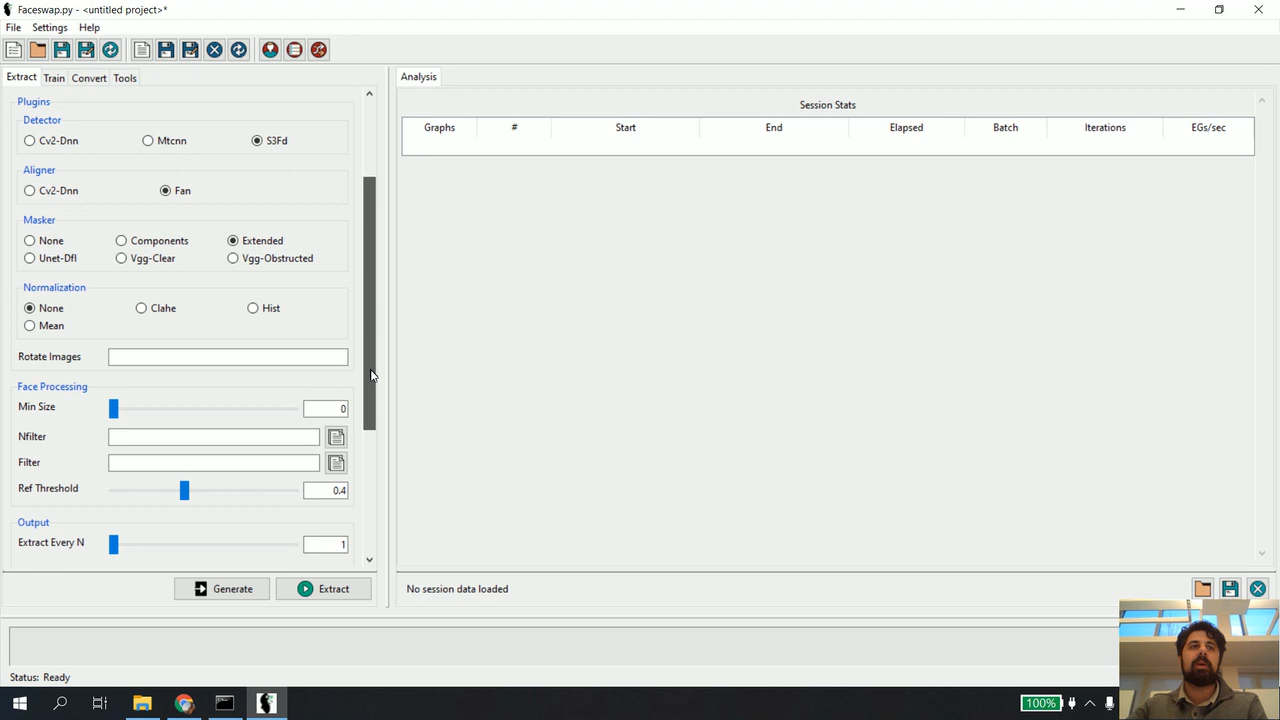 Faceswap.py - <untitled project>*
File Settings Help
Extract Train Convert Tools
Analysis
Plugins
Detector
Cv2-Dnn Mtcnn S3Fd
Aligner
Cv2-Dnn Fan
Masker
None Components Extended
Unet-Dfl Vgg-Clear Vgg-Obstructed
Normalization
None Clahe Hist
Mean
Rotate Images
Face Processing
Min Size 0
Nfilter
Filter
Ref Threshold 0.4
Output
Extract Every N 1
Generate Extract
Session Stats
Graphs # Start End Elapsed Batch Iterations EGs/sec
No session data loaded
Status: Ready
100%